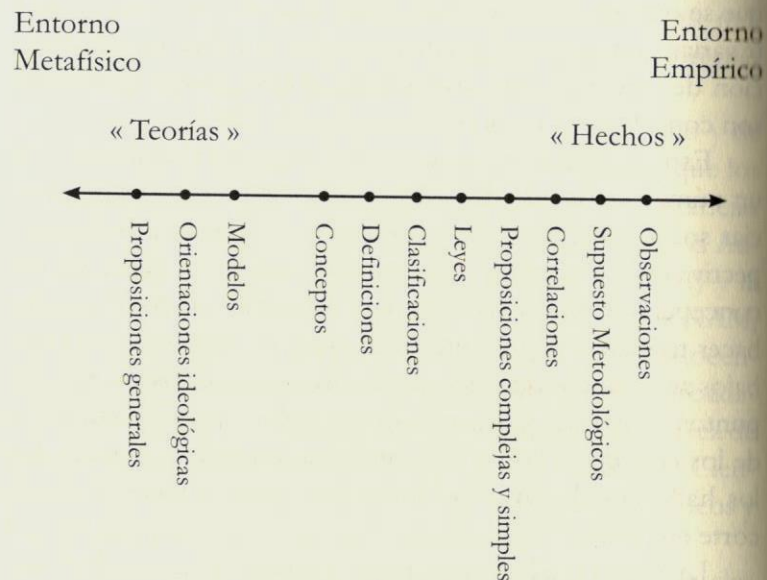 Entorno
Metafísico
Entorno
Empírico
« Teorías »
« Hechos »
Proposiciones generales
Orientaciones ideológicas
Modelos
Conceptos
Definiciones
Clasificaciones
Leyes
Proposiciones complejas y simples
Correlaciones
Supuesto Metodológicos
Observaciones